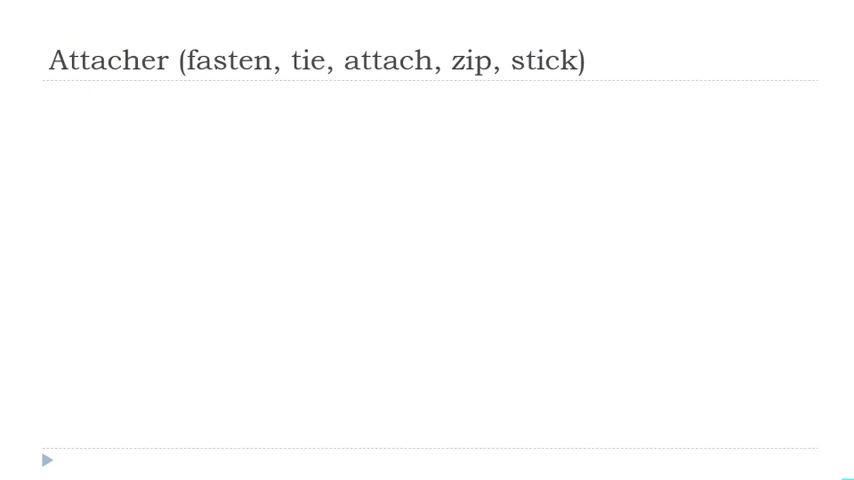 Attacher (fasten, tie, attach, zip, stick)